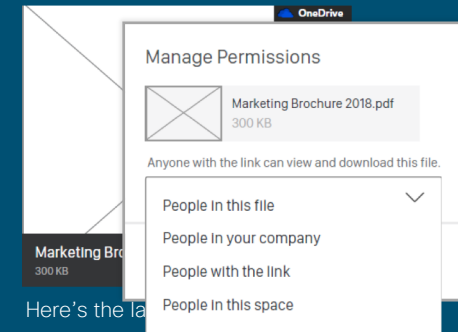 OneDrive
Manage Permissions
Marketing Brochure 2018.pdf
300 KB
Anyone with the link can view and download this file.
People in this file
People in your company
People with the link
People in this space
Marketing Bro
300 KB
Here's the la